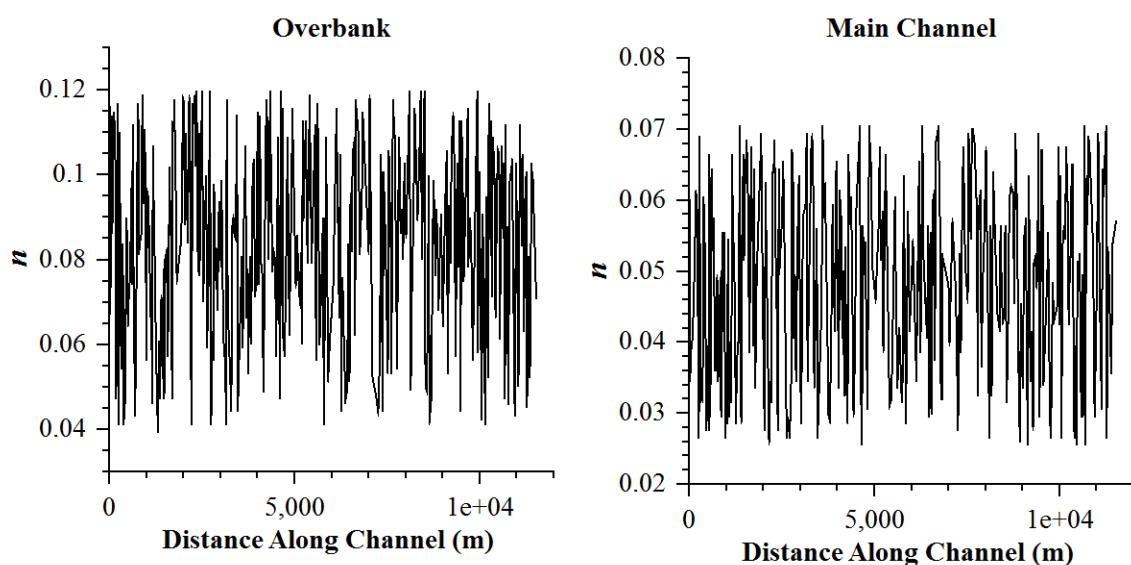 Overbank
0.12
0.1
0.08
0.06
0.04
n
0
5,000
1e+04
Distance Along Channel (m)
Main Channel
0.08
0.07
0.06
0.05
0.04
0.03
0.02
n
0
5,000
1e+04
Distance Along Channel (m)